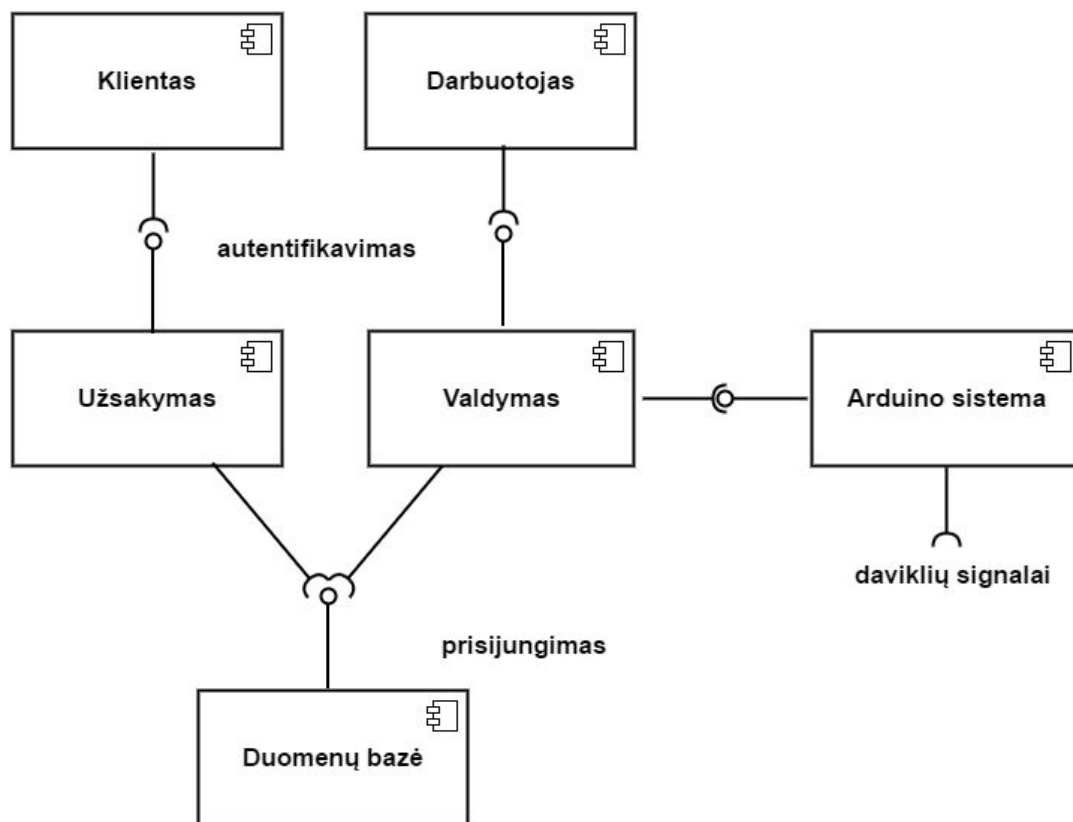 Klientas
Darbuotojas
autentifikavimas
Užsakymas
Valdymas
Arduino sistema
daviklių signalai
prisijungimas
Duomenų bazė